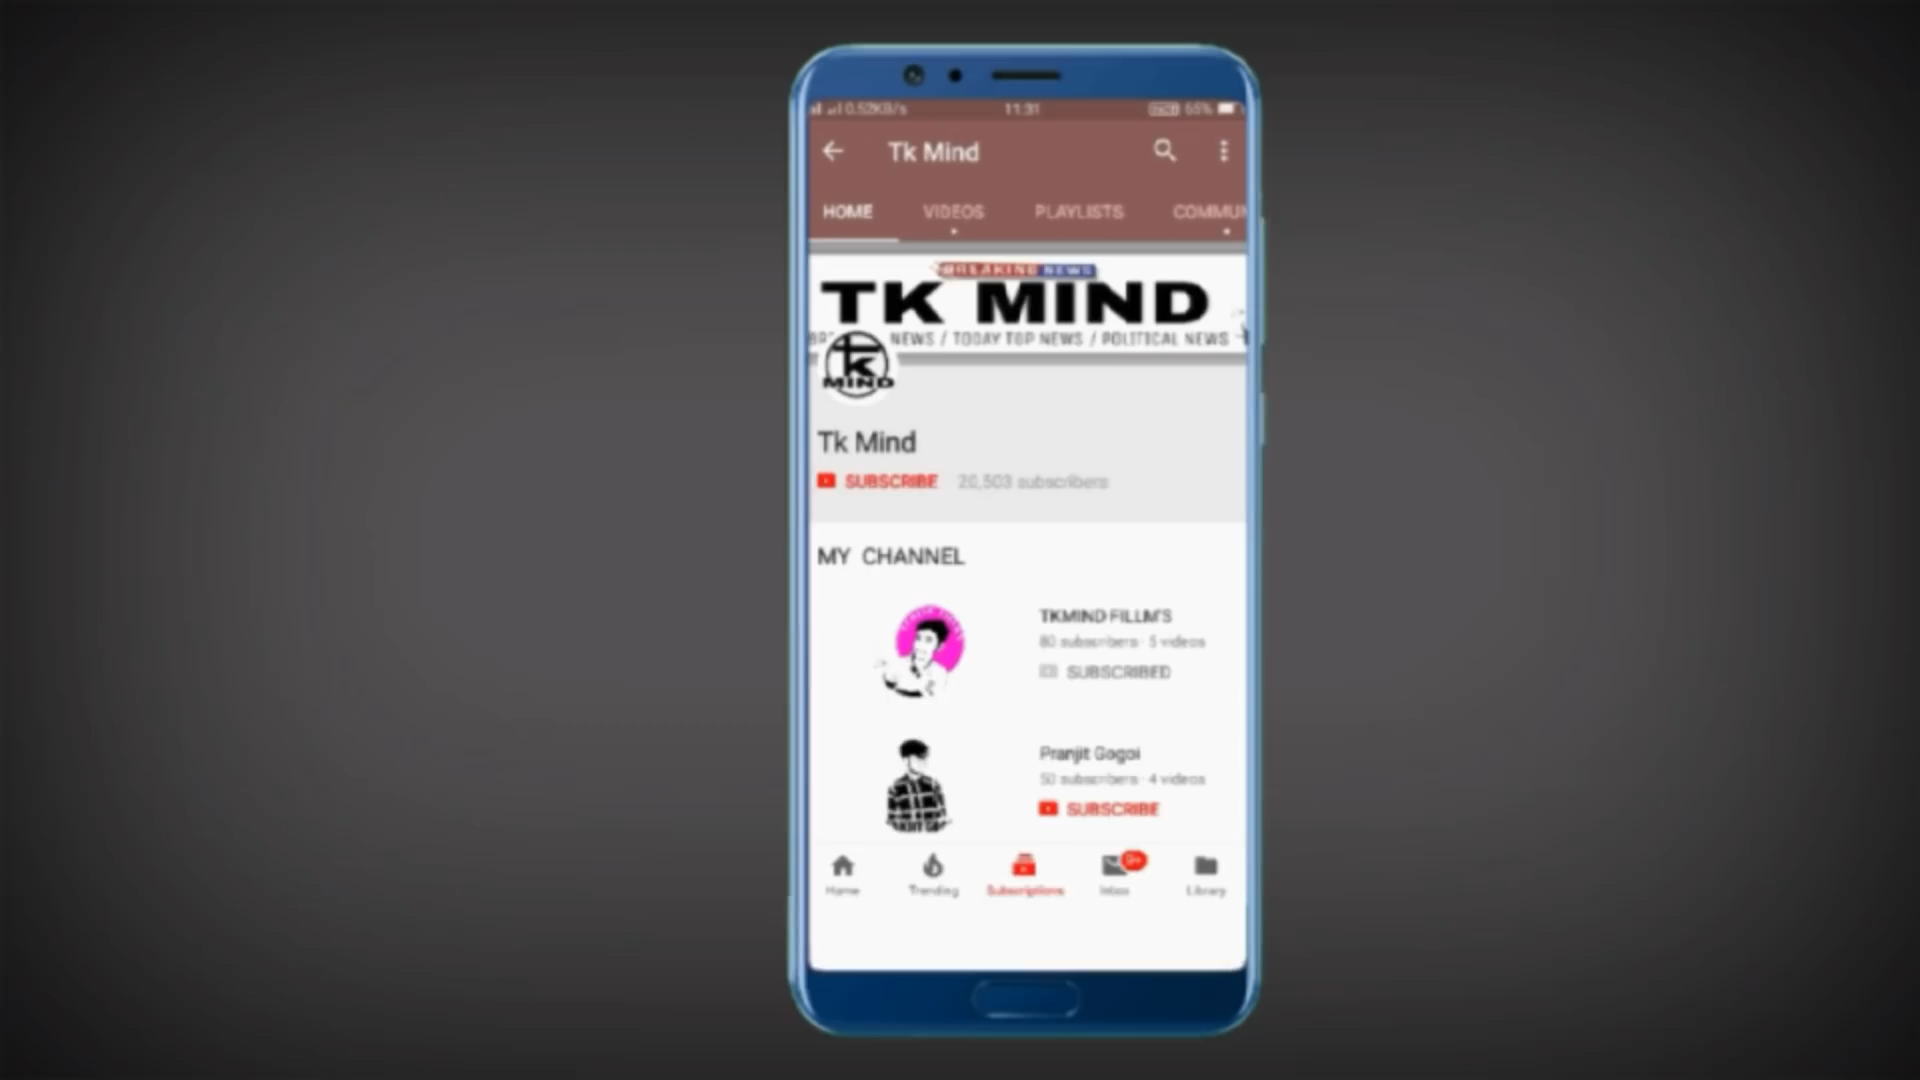 0.52KB/s 11:31 65%
Tk Mind
HOME VIDEOS PLAYLISTS COMMUN
BREAKING NEWS
TK MIND
NEWS / TODAY TOP NEWS / POLITICAL NEWS
tk
MIND
Tk Mind
SUBSCRIBE 20,503 subscribers
MY CHANNEL
TKMIND FILLM'S
80 subscribers · 5 videos
SUBSCRIBED
Pranjit Gogoi
50 subscribers · 4 videos
SUBSCRIBE
9+
Home Trending Subscriptions Inbox Library